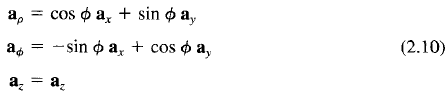 a_ρ = cos φ a_x + sin φ a_y
a_φ = −sin φ a_x + cos φ a_y (2.10)
a_z = a_z